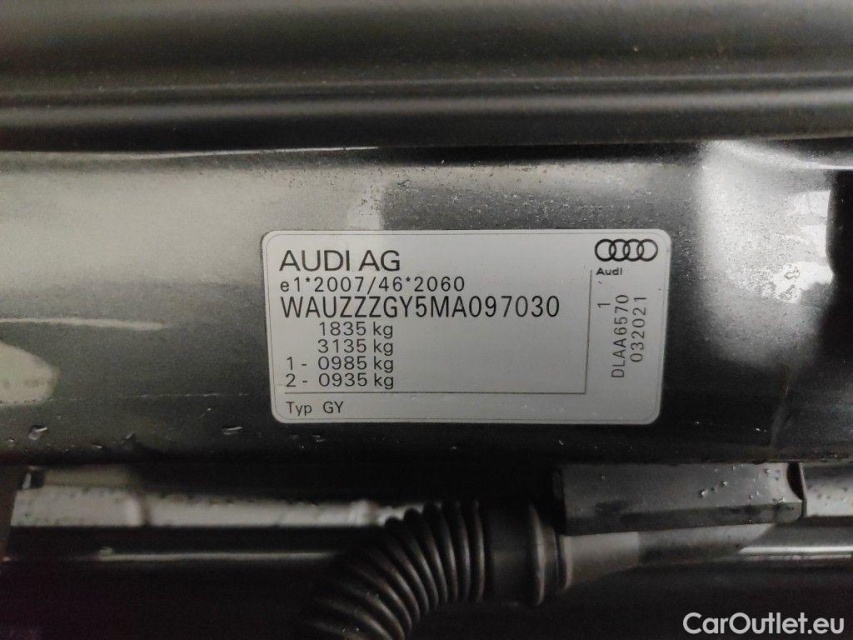 AUDI AG
e1*2007/46*2060
WAUZZZGY5MA097030
1835 kg
3135 kg
1 - 0985 kg
2 - 0935 kg
Typ GY
Audi
1
DLAA6570
032021
CarOutlet.eu